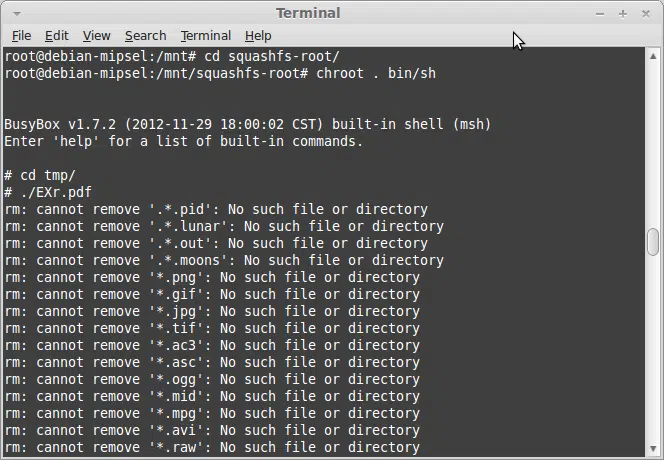 Terminal
File Edit View Search Terminal Help
root@debian-mipsel:/mnt# cd squashfs-root/
root@debian-mipsel:/mnt/squashfs-root# chroot . bin/sh
BusyBox v1.7.2 (2012-11-29 18:00:02 CST) built-in shell (msh)
Enter 'help' for a list of built-in commands.
# cd tmp/
# ./EXr.pdf
rm: cannot remove '.*.pid': No such file or directory
rm: cannot remove '.*.lunar': No such file or directory
rm: cannot remove '.*.out': No such file or directory
rm: cannot remove '.*.moons': No such file or directory
rm: cannot remove '*.png': No such file or directory
rm: cannot remove '*.gif': No such file or directory
rm: cannot remove '*.jpg': No such file or directory
rm: cannot remove '*.tif': No such file or directory
rm: cannot remove '*.ac3': No such file or directory
rm: cannot remove '*.asc': No such file or directory
rm: cannot remove '*.ogg': No such file or directory
rm: cannot remove '*.mid': No such file or directory
rm: cannot remove '*.mpg': No such file or directory
rm: cannot remove '*.avi': No such file or directory
rm: cannot remove '*.raw': No such file or directory